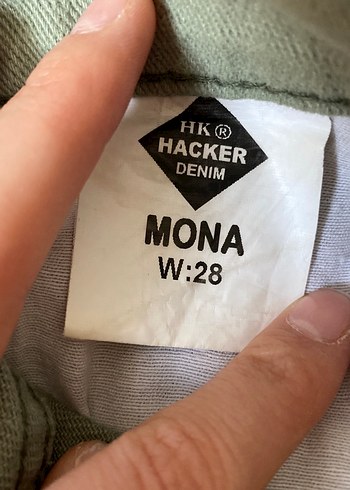 HK ®
HACKER
DENIM
MONA
W:28